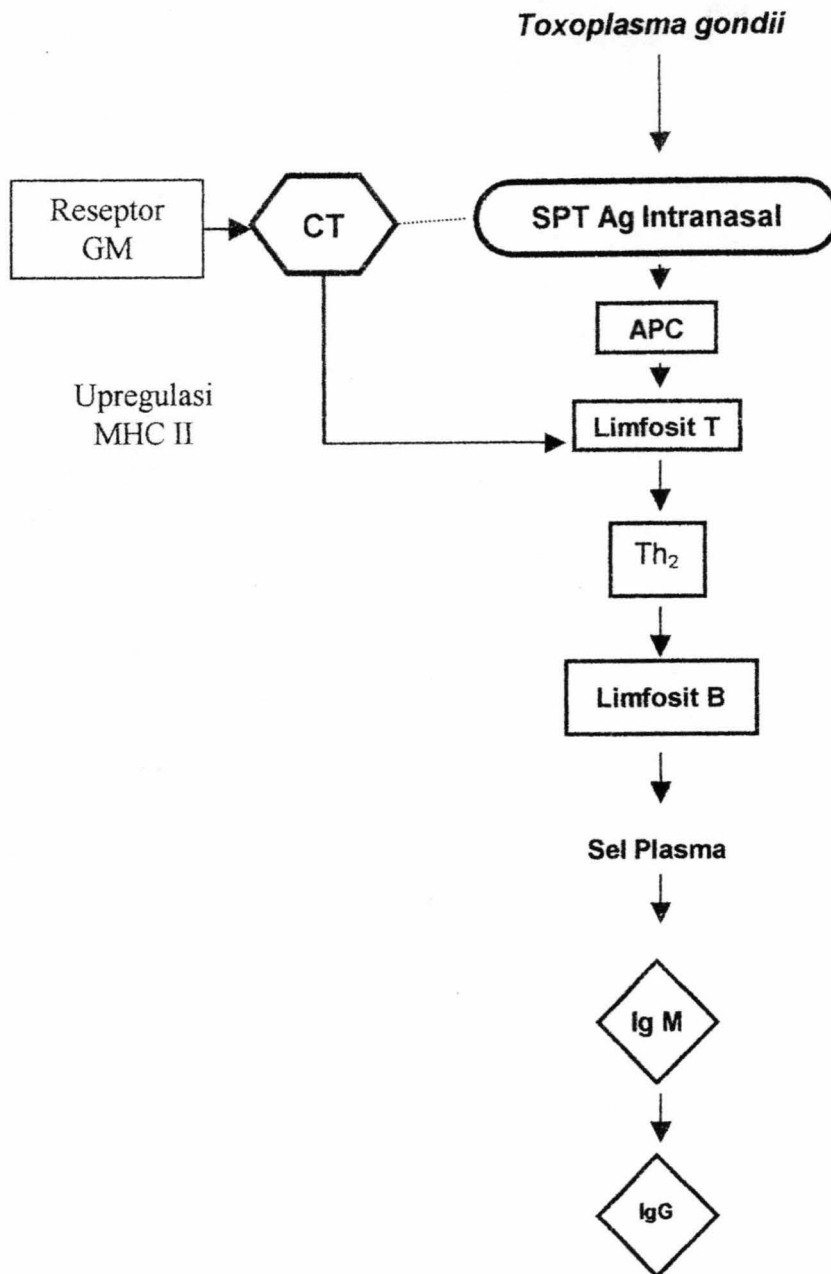 Toxoplasma gondii
Reseptor
GM
CT
SPT Ag Intranasal
APC
Upregulasi
MHC II
Limfosit T
Th₂
Limfosit B
Sel Plasma
Ig M
IgG